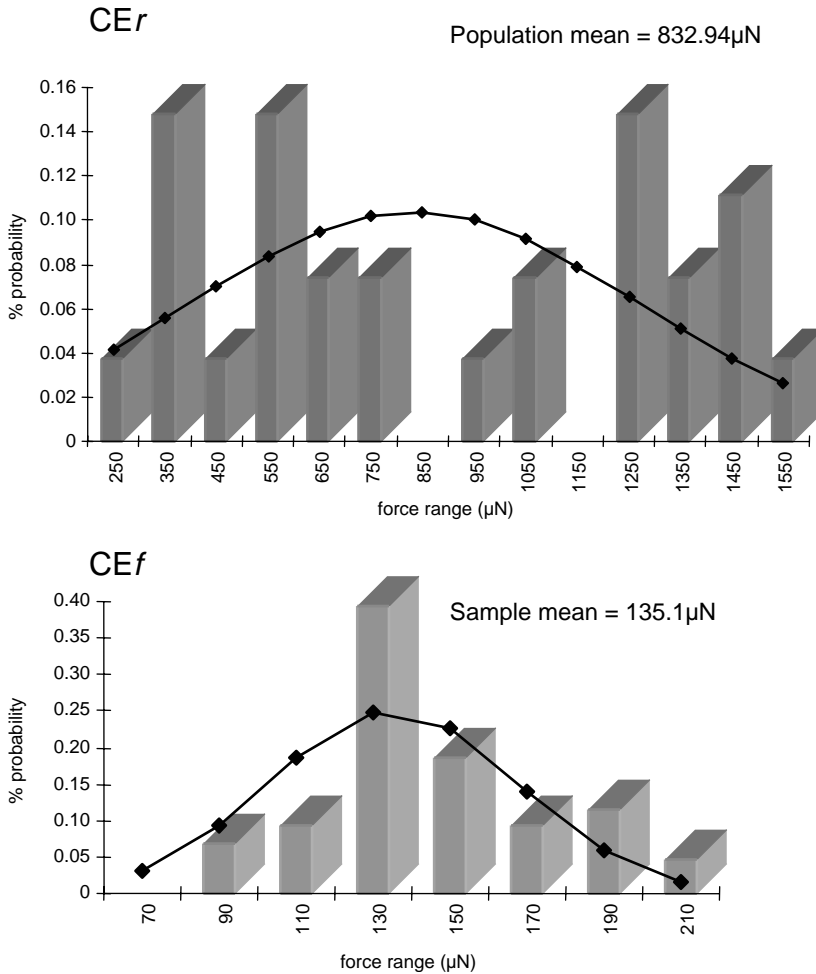 CEr
Population mean = 832.94µN
% probability
0.16
0.14
0.12
0.10
0.08
0.06
0.04
0.02
0
250 350 450 550 650 750 850 950 1050 1150 1250 1350 1450 1550
force range (µN)
CEf
Sample mean = 135.1µN
% probability
0.40
0.35
0.30
0.25
0.20
0.15
0.10
0.05
0
70 90 110 130 150 170 190 210
force range (µN)